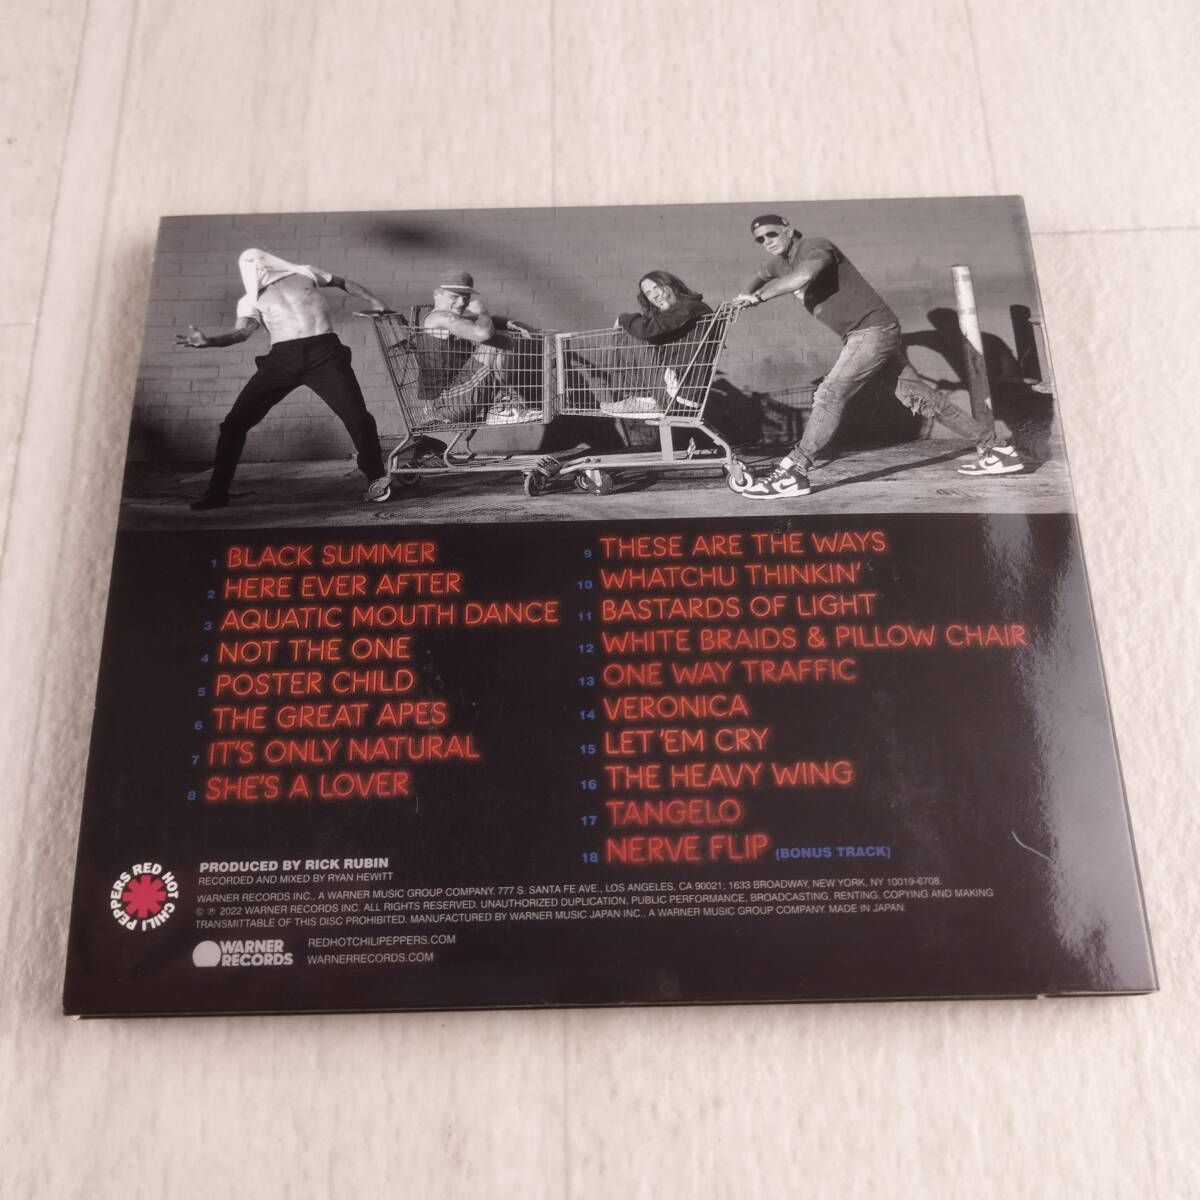 1 BLACK SUMMER
2 HERE EVER AFTER
3 AQUATIC MOUTH DANCE
4 NOT THE ONE
5 POSTER CHILD
6 THE GREAT APES
7 IT'S ONLY NATURAL
8 SHE'S A LOVER
9 THESE ARE THE WAYS
10 WHATCHU THINKIN'
11 BASTARDS OF LIGHT
12 WHITE BRAIDS & PILLOW CHAIR
13 ONE WAY TRAFFIC
14 VERONICA
15 LET 'EM CRY
16 THE HEAVY WING
17 TANGELO
18 NERVE FLIP (BONUS TRACK)
RED HOT CHILI PEPPERS
PRODUCED BY RICK RUBIN
RECORDED AND MIXED BY RYAN HEWITT
WARNER RECORDS INC., A WARNER MUSIC GROUP COMPANY. 777 S. SANTA FE AVE., LOS ANGELES, CA 90021; 1633 BROADWAY, NEW YORK, NY 10019-6708.
© ℗ 2022 WARNER RECORDS INC. ALL RIGHTS RESERVED. UNAUTHORIZED DUPLICATION, PUBLIC PERFORMANCE, BROADCASTING, RENTING, COPYING AND MAKING
TRANSMITTABLE OF THIS DISC PROHIBITED. MANUFACTURED BY WARNER MUSIC JAPAN INC., A WARNER MUSIC GROUP COMPANY. MADE IN JAPAN.
WARNER RECORDS
REDHOTCHILIPEPPERS.COM
WARNERRECORDS.COM